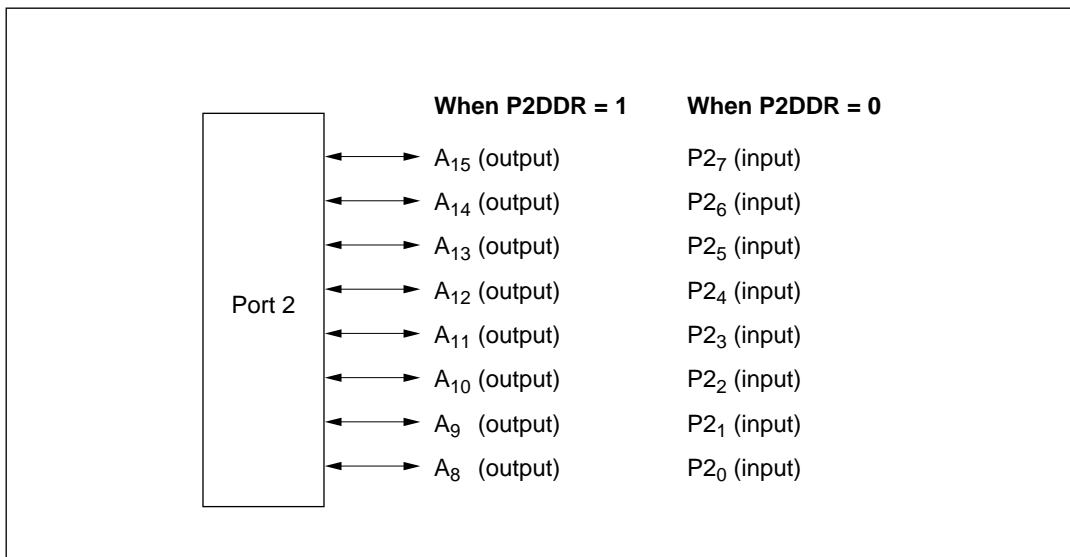 When P2DDR = 1 When P2DDR = 0
A15 (output) P27 (input)
A14 (output) P26 (input)
A13 (output) P25 (input)
A12 (output) P24 (input)
Port 2
A11 (output) P23 (input)
A10 (output) P22 (input)
A9 (output) P21 (input)
A8 (output) P20 (input)